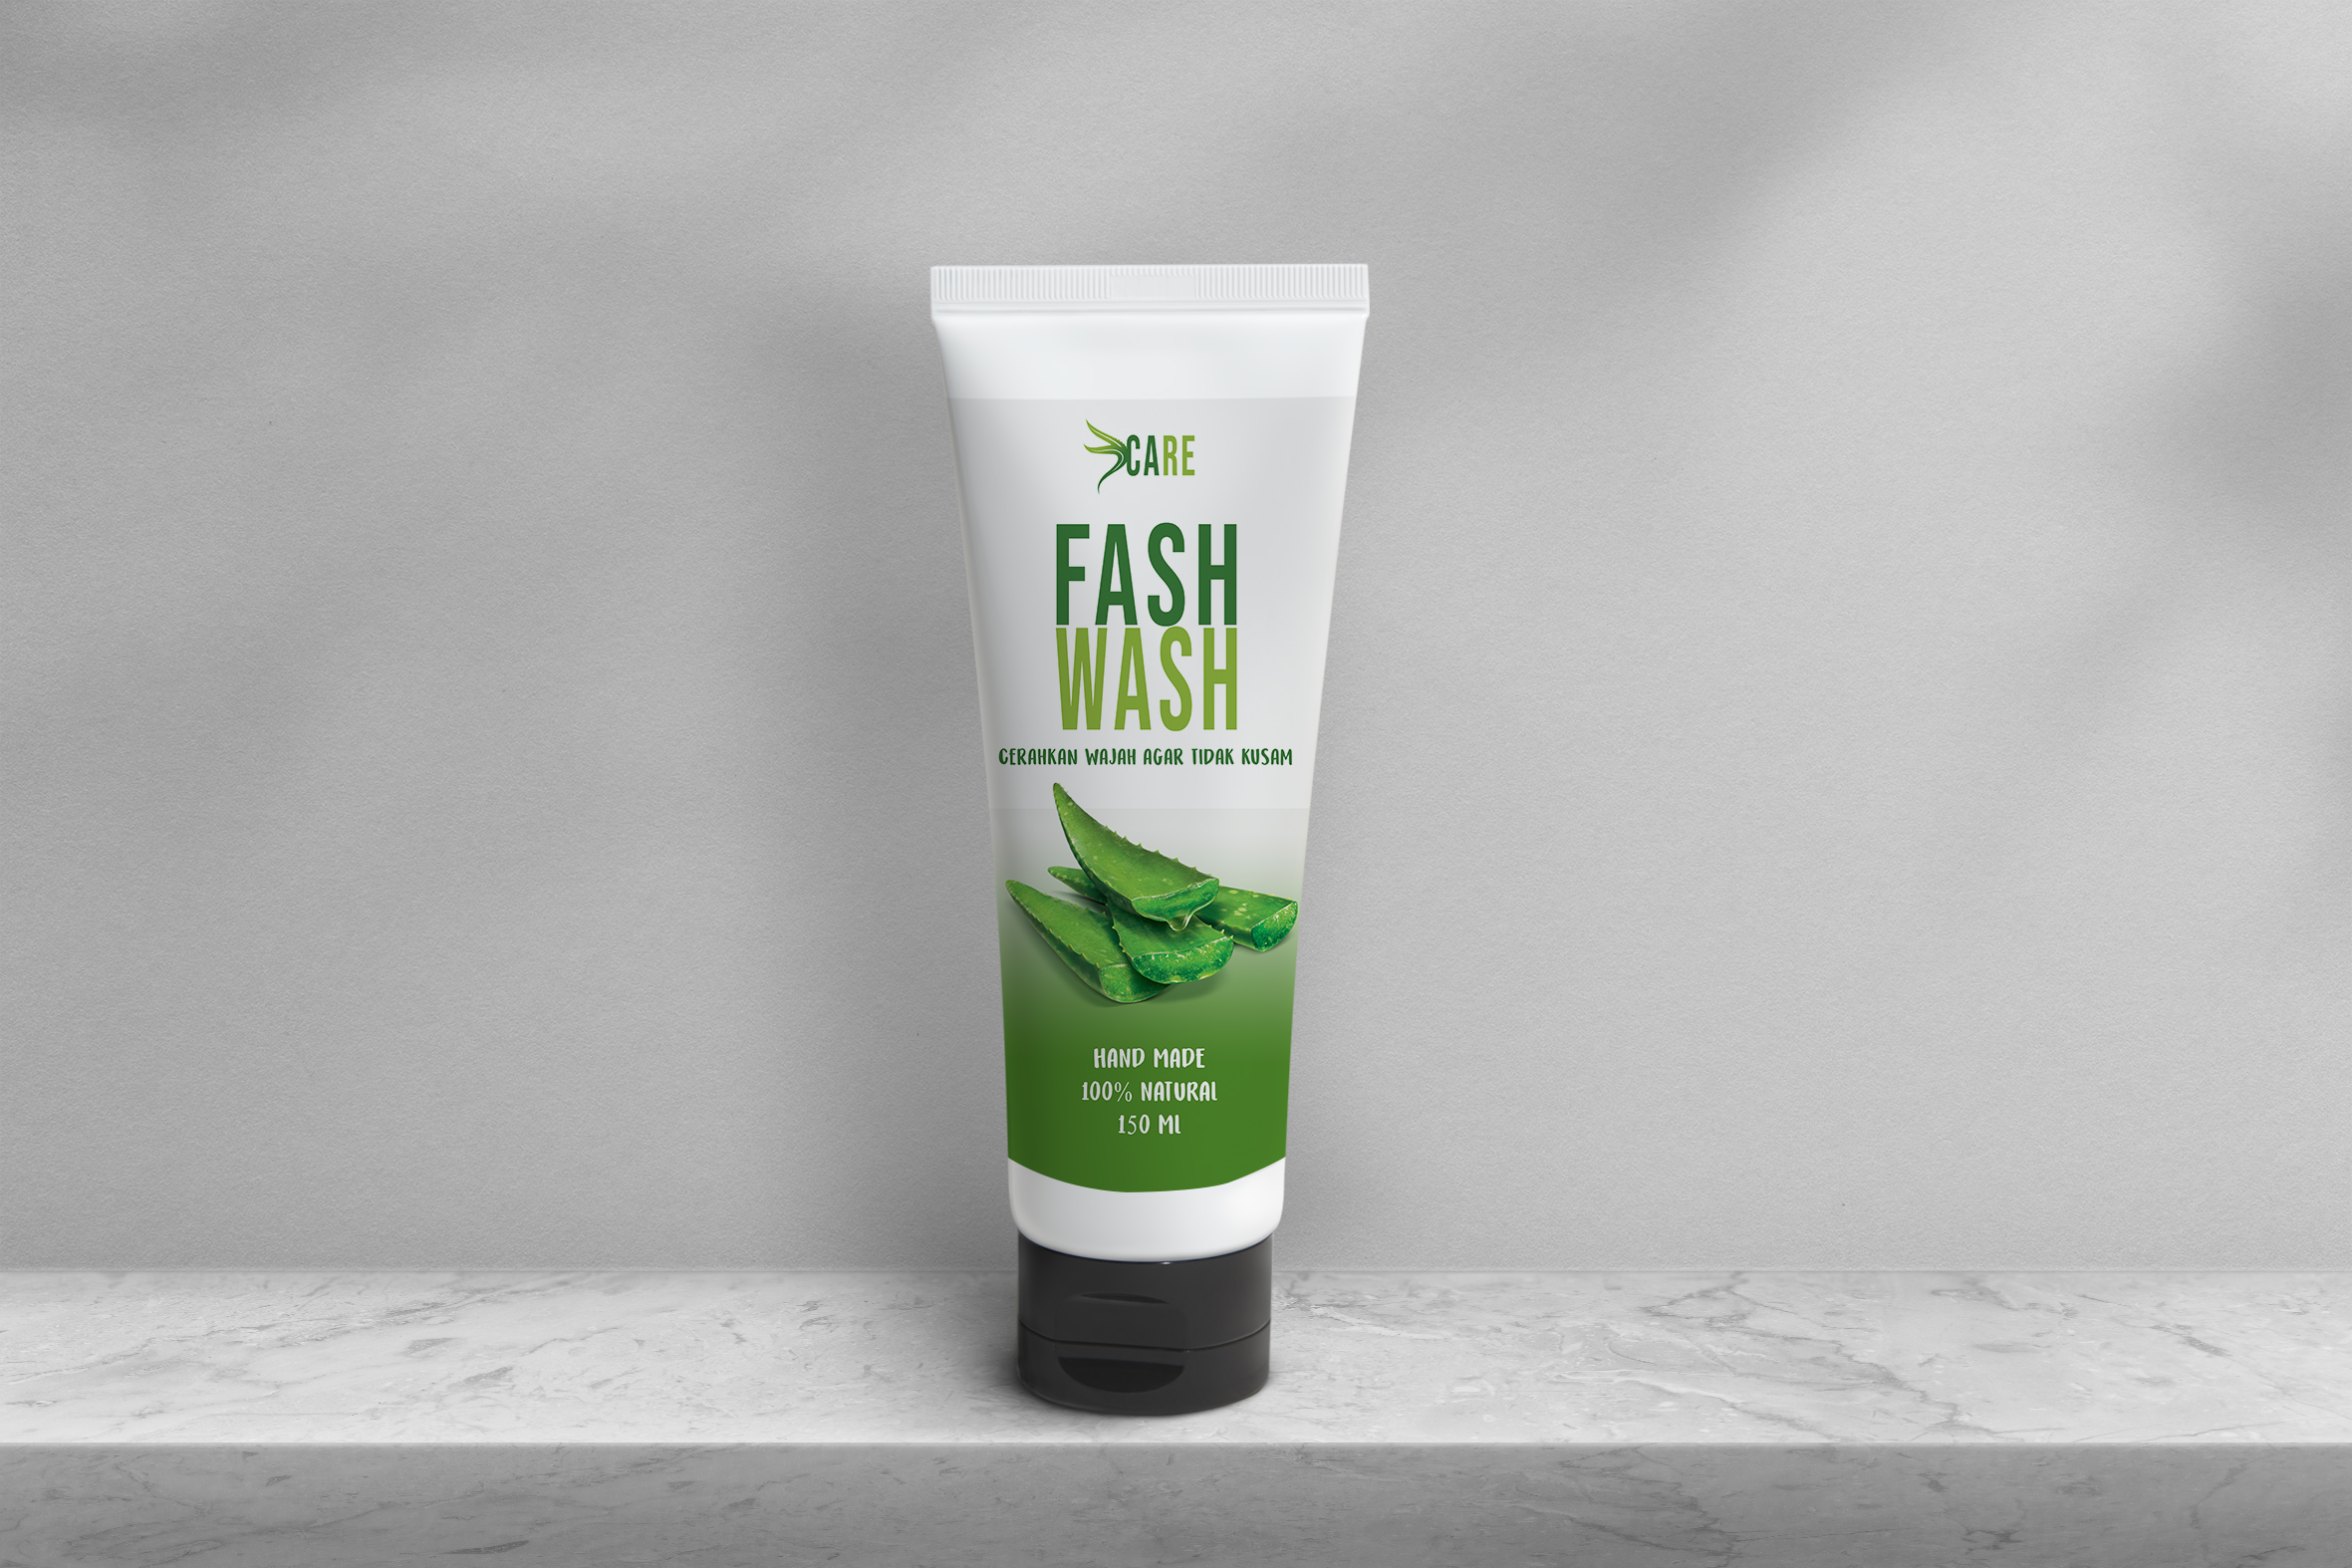 CARE
FASH
WASH
CERAHKAN WAJAH AGAR TIDAK KUSAM
HAND MADE
100% NATURAL
150 Ml